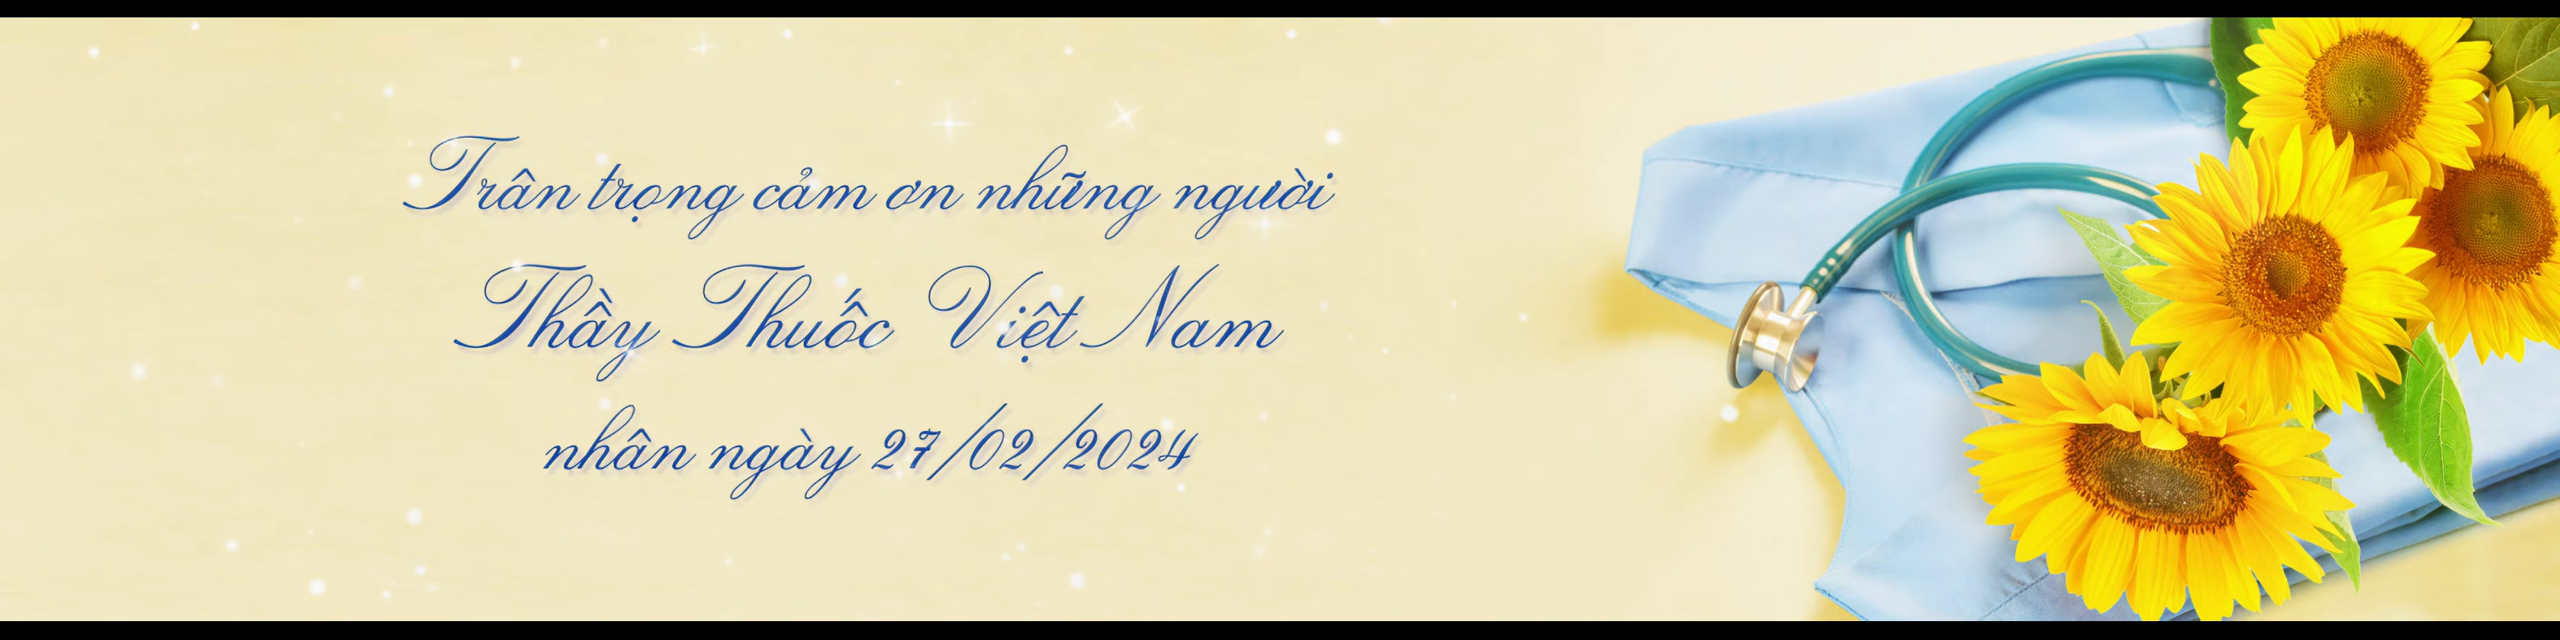 Trân trọng cảm ơn những người
Thầy Thuốc Việt Nam
nhân ngày 27/02/2024